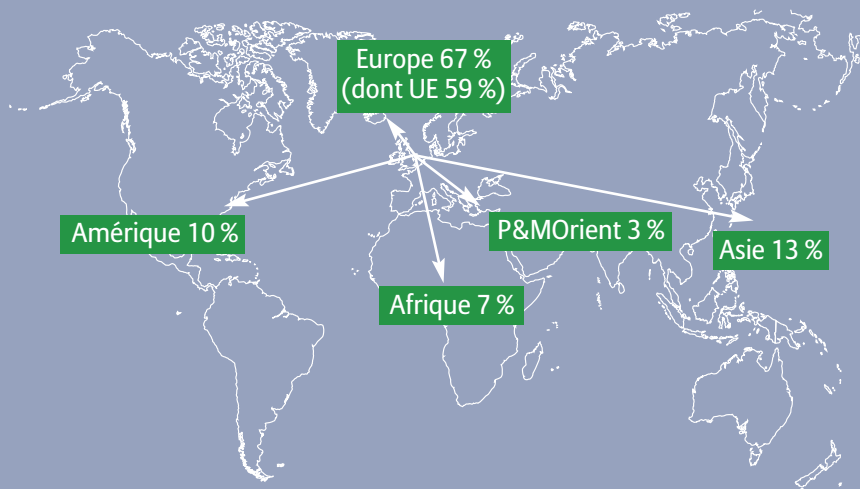 Europe 67 %
(dont UE 59 %)
Amérique 10 %
P&MOrient 3 %
Asie 13 %
Afrique 7 %